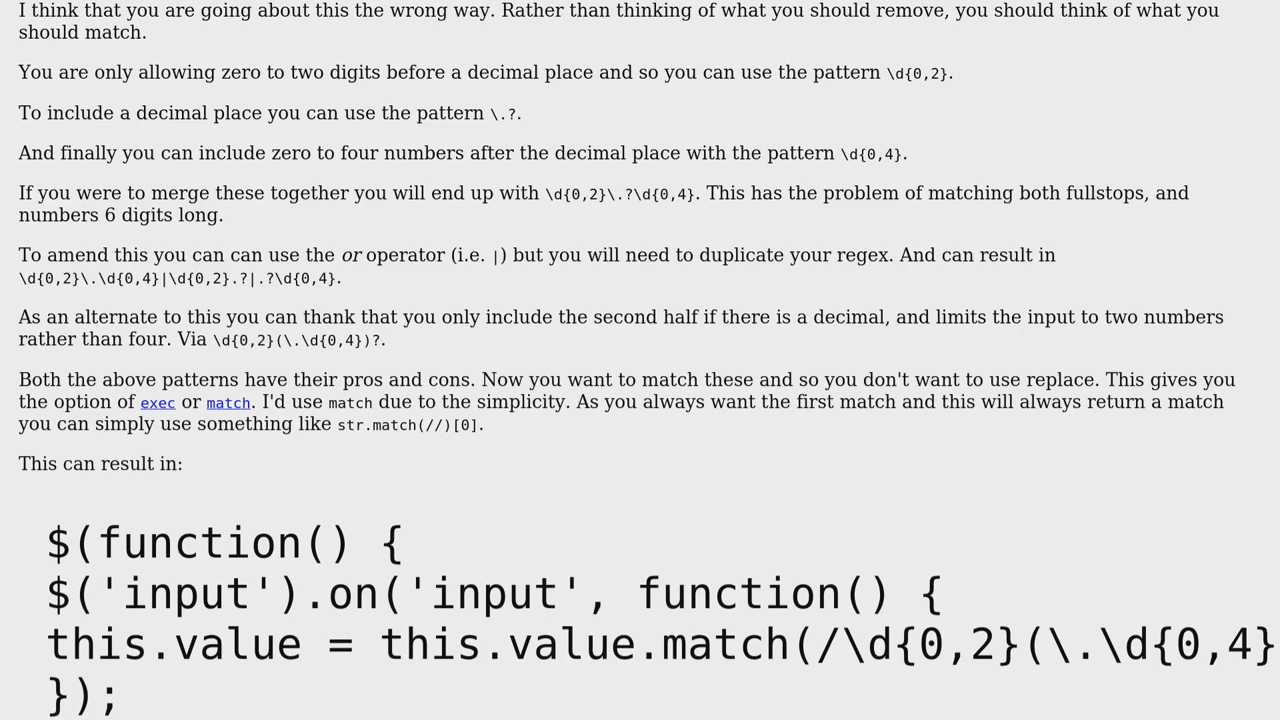 I think that you are going about this the wrong way. Rather than thinking of what you should remove, you should think of what you
should match.
You are only allowing zero to two digits before a decimal place and so you can use the pattern \d{0,2}.
To include a decimal place you can use the pattern \.?.
And finally you can include zero to four numbers after the decimal place with the pattern \d{0,4}.
If you were to merge these together you will end up with \d{0,2}\.?\d{0,4}. This has the problem of matching both fullstops, and
numbers 6 digits long.
To amend this you can can use the or operator (i.e. |) but you will need to duplicate your regex. And can result in
\d{0,2}\.\d{0,4}|\d{0,2}.?|.?\d{0,4}.
As an alternate to this you can thank that you only include the second half if there is a decimal, and limits the input to two numbers
rather than four. Via \d{0,2}(\.\d{0,4})?.
Both the above patterns have their pros and cons. Now you want to match these and so you don't want to use replace. This gives you
the option of exec or match. I'd use match due to the simplicity. As you always want the first match and this will always return a match
you can simply use something like str.match(//)[0].
This can result in:
$(function() {
$('input').on('input', function() {
this.value = this.value.match(/\d{0,2}(\.\d{0,4}
});